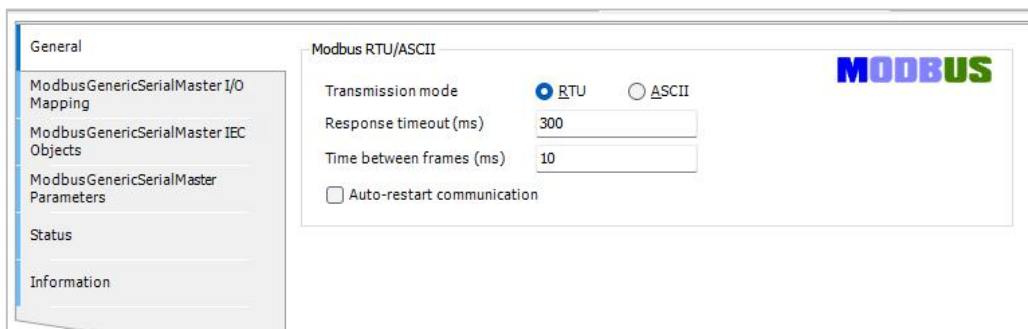 General
ModbusGenericSerialMaster I/O
Mapping
ModbusGenericSerialMaster IEC
Objects
ModbusGenericSerialMaster
Parameters
Status
Information
Modbus RTU/ASCII
MODBUS
Transmission mode RTU ASCII
Response timeout (ms) 300
Time between frames (ms) 10
Auto-restart communication